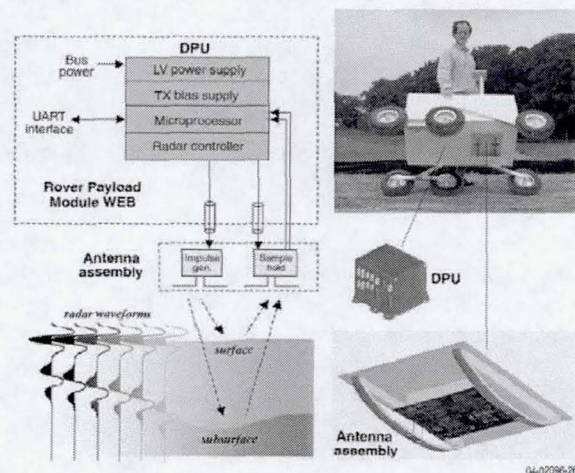 DPU
Bus
power
LV power supply
TX bias supply
UART
interface
Microprocessor
Radar controller
Rover Payload
Module WEB
Antenna
assembly
Impulse
gen.
Sample
hold
radar waveforms
surface
subsurface
DPU
Antenna
assembly